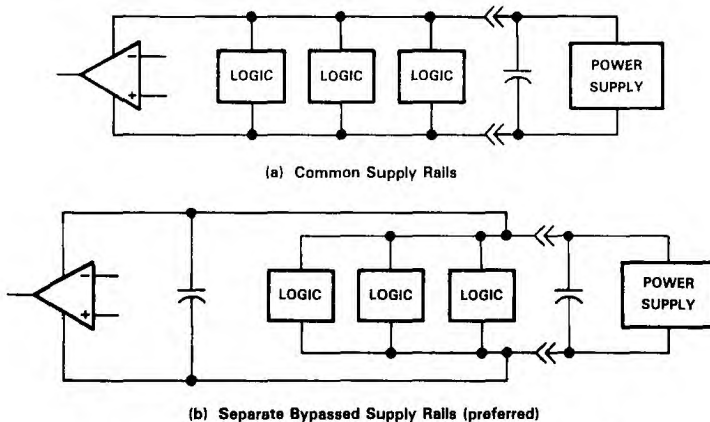 LOGIC LOGIC LOGIC POWER
SUPPLY
(a) Common Supply Rails
LOGIC LOGIC LOGIC POWER
SUPPLY
(b) Separate Bypassed Supply Rails (preferred)